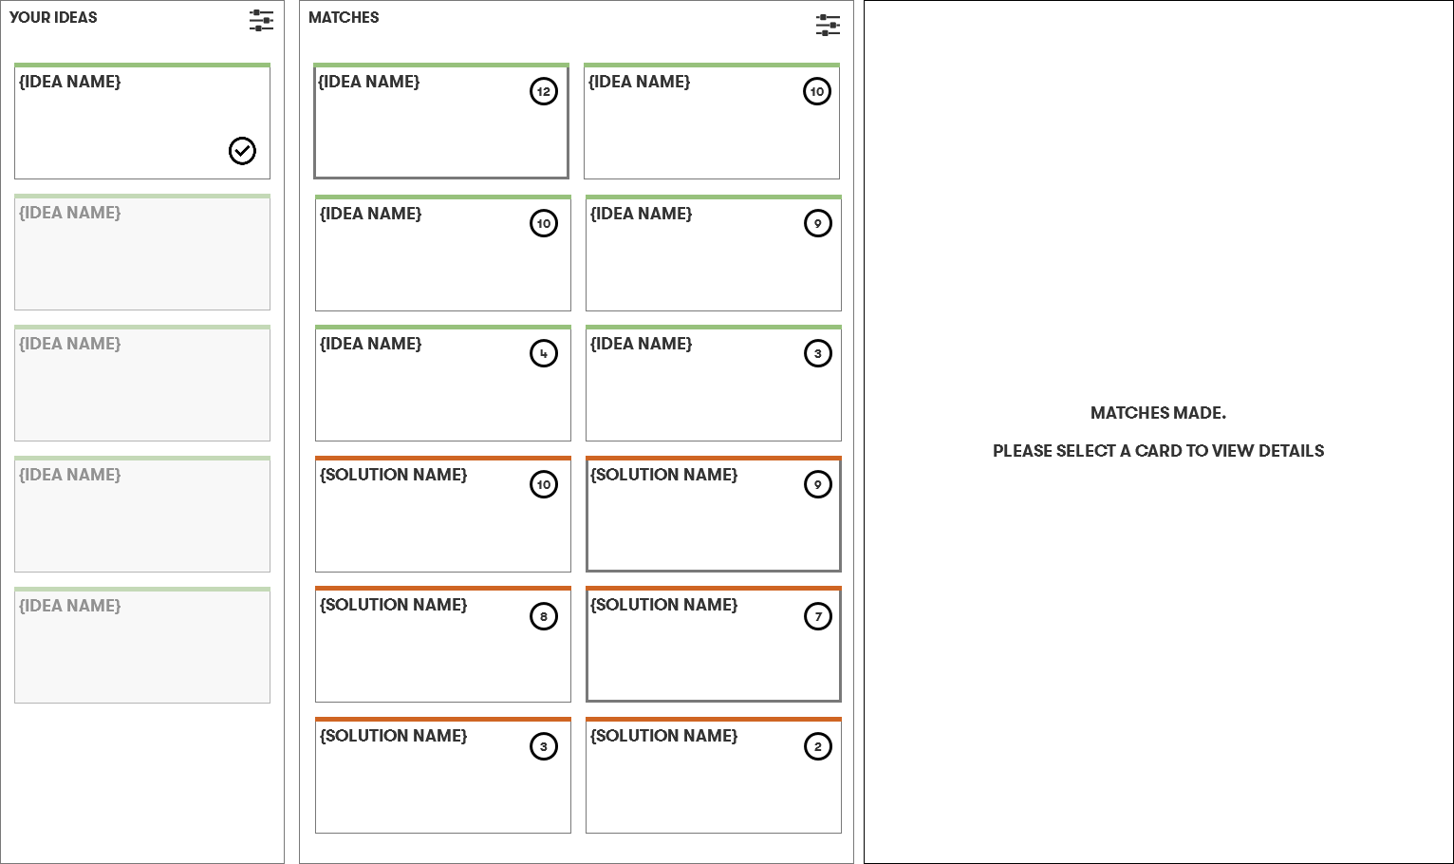 YOUR IDEAS
{IDEA NAME}
{IDEA NAME}
{IDEA NAME}
{IDEA NAME}
{IDEA NAME}
MATCHES
{IDEA NAME} 12
{IDEA NAME} 10
{IDEA NAME} 10
{IDEA NAME} 9
{IDEA NAME} 4
{IDEA NAME} 3
{SOLUTION NAME} 10
{SOLUTION NAME} 9
{SOLUTION NAME} 8
{SOLUTION NAME} 7
{SOLUTION NAME} 3
{SOLUTION NAME} 2
MATCHES MADE.
PLEASE SELECT A CARD TO VIEW DETAILS